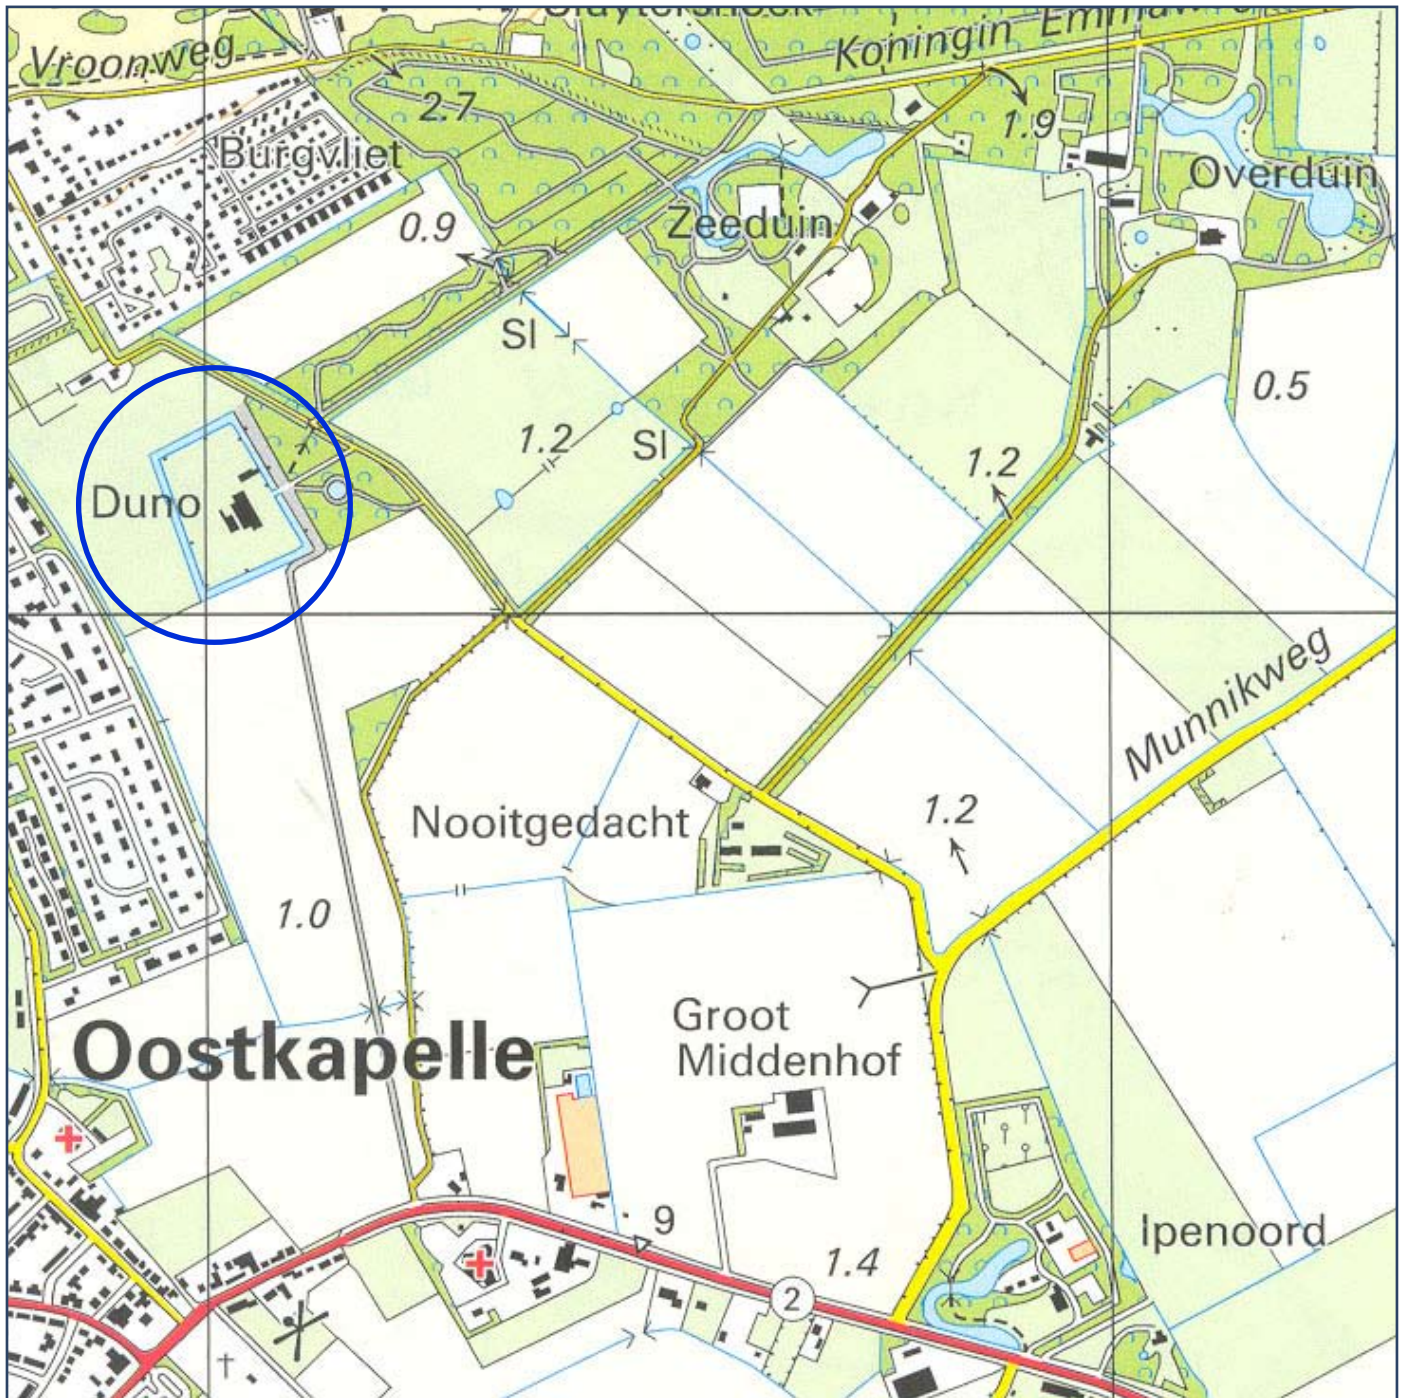 Vroonweg
Koningin
2.7
1.9
Burgvliet
Overduin
0.9
Zeeduin
Sl
0.5
1.2
Sl
1.2
Duno
Munnikweg
Nooitgedacht
1.2
1.0
Groot
Middenhof
Oostkapelle
9
Ipenoord
1.4
2